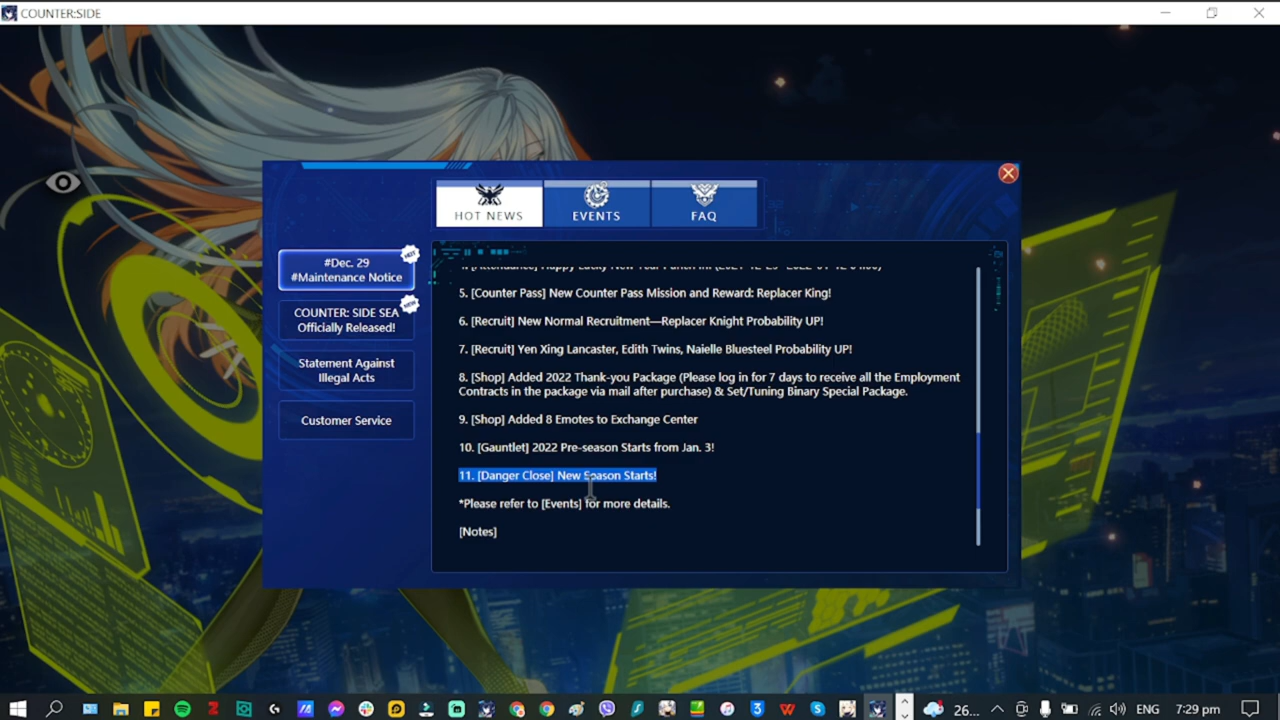 COUNTER:SIDE
HOT NEWS
EVENTS
FAQ
HOT
#Dec. 29
#Maintenance Notice
NEW
COUNTER: SIDE SEA
Officially Released!
Statement Against
Illegal Acts
Customer Service
5. [Counter Pass] New Counter Pass Mission and Reward: Replacer King!
6. [Recruit] New Normal Recruitment—Replacer Knight Probability UP!
7. [Recruit] Yen Xing Lancaster, Edith Twins, Naielle Bluesteel Probability UP!
8. [Shop] Added 2022 Thank-you Package (Please log in for 7 days to receive all the Employment
Contracts in the package via mail after purchase) & Set/Tuning Binary Special Package.
9. [Shop] Added 8 Emotes to Exchange Center
10. [Gauntlet] 2022 Pre-season Starts from Jan. 3!
11. [Danger Close] New Season Starts!
*Please refer to [Events] for more details.
[Notes]
26...
ENG
7:29 pm